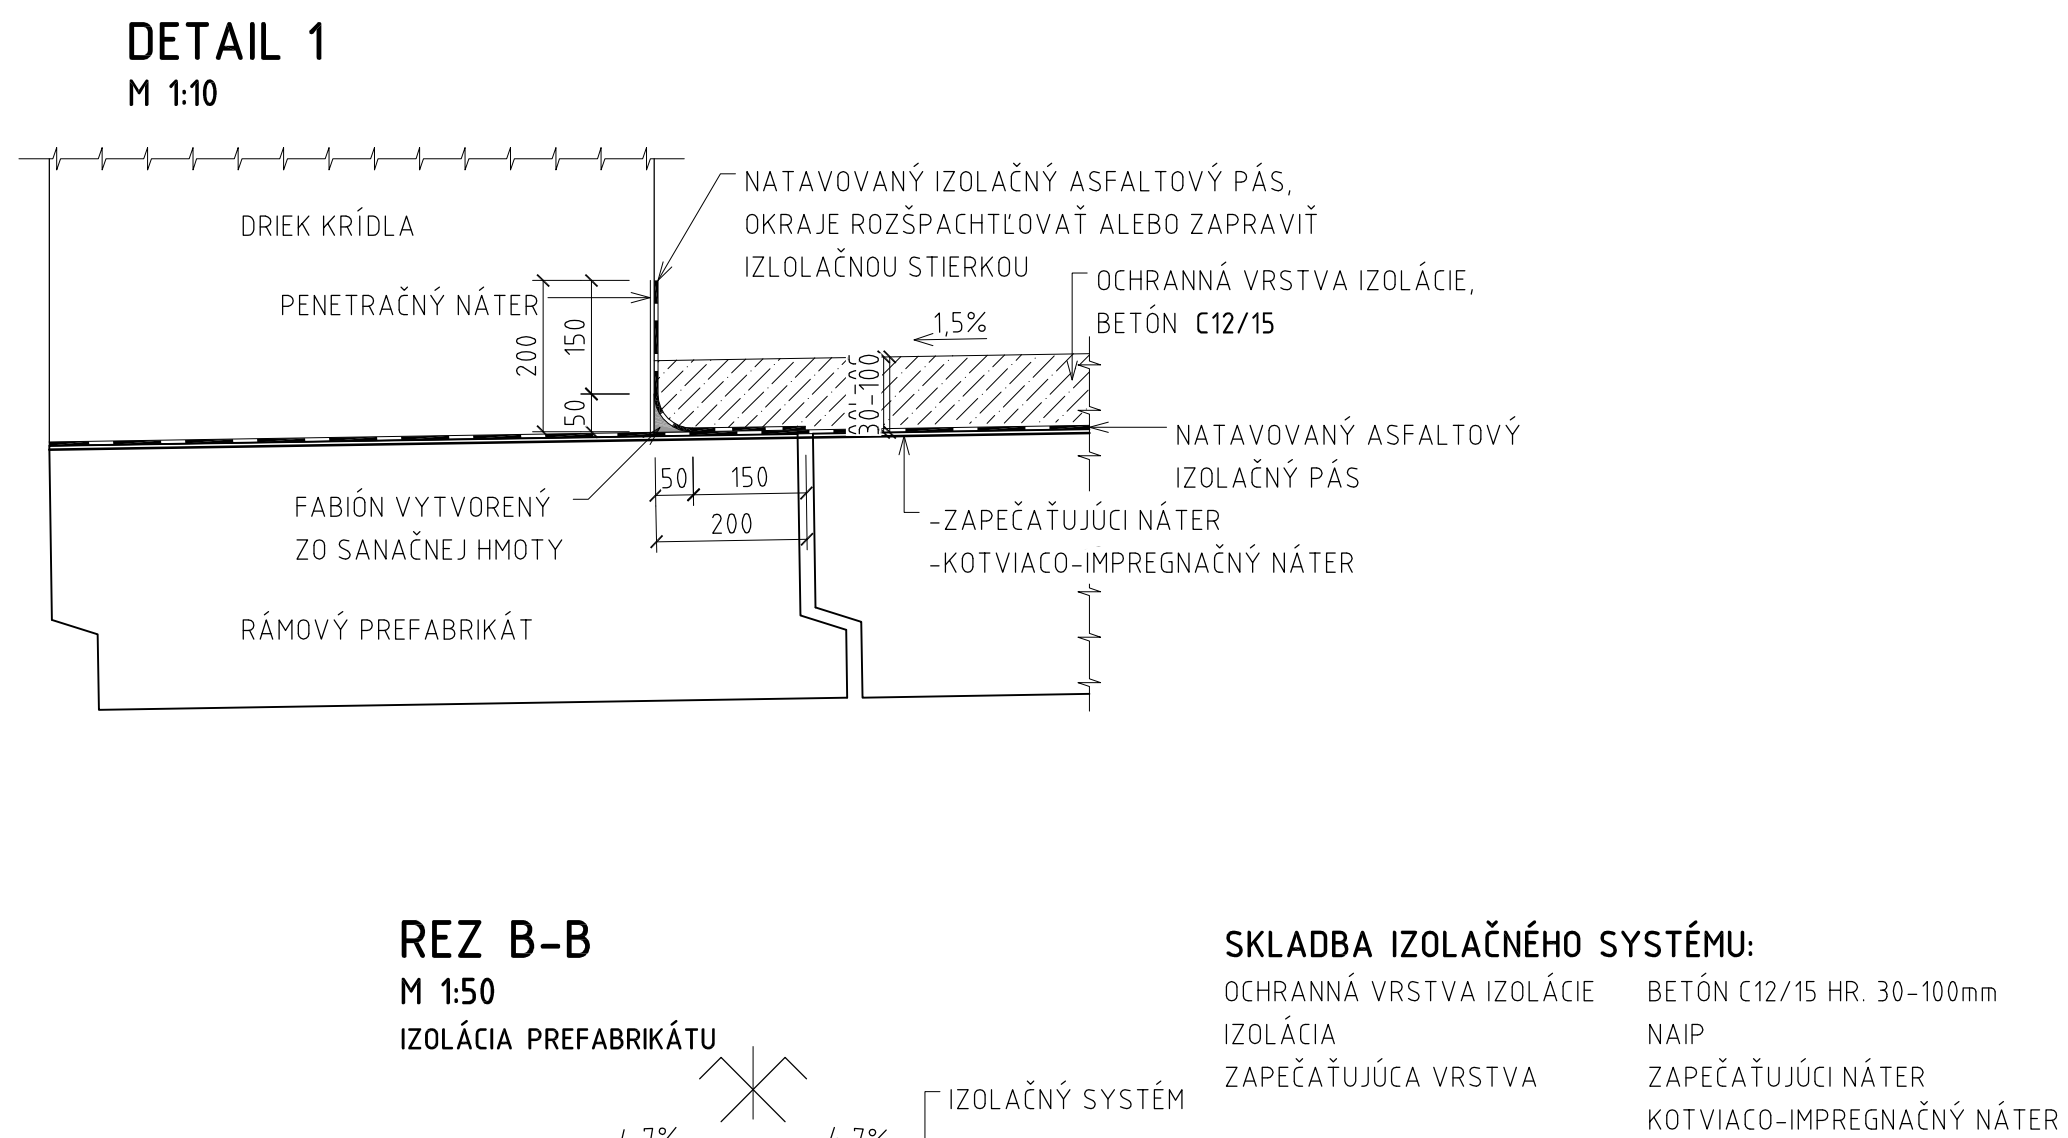 DETAIL 1
M 1:10
NATAVOVANÝ IZOLAČNÝ ASFALTOVÝ PÁS,
OKRAJE ROZŠPACHTĽOVAŤ ALEBO ZAPRAVIŤ
IZLOLAČNOU STIERKOU
DRIEK KRÍDLA
OCHRANNÁ VRSTVA IZOLÁCIE,
BETÓN C12/15
PENETRAČNÝ NÁTER
1,5%
200
150
50
30-100
NATAVOVANÝ ASFALTOVÝ
IZOLAČNÝ PÁS
50
150
200
FABIÓN VYTVORENÝ
ZO SANAČNEJ HMOTY
-ZAPEČAŤUJÚCI NÁTER
-KOTVIACO-IMPREGNAČNÝ NÁTER
RÁMOVÝ PREFABRIKÁT
REZ B-B
M 1:50
IZOLÁCIA PREFABRIKÁTU
IZOLAČNÝ SYSTÉM
SKLADBA IZOLAČNÉHO SYSTÉMU:
OCHRANNÁ VRSTVA IZOLÁCIE BETÓN C12/15 HR. 30-100mm
IZOLÁCIA NAIP
ZAPEČAŤUJÚCA VRSTVA ZAPEČAŤUJÚCI NÁTER
KOTVIACO-IMPREGNAČNÝ NÁTER